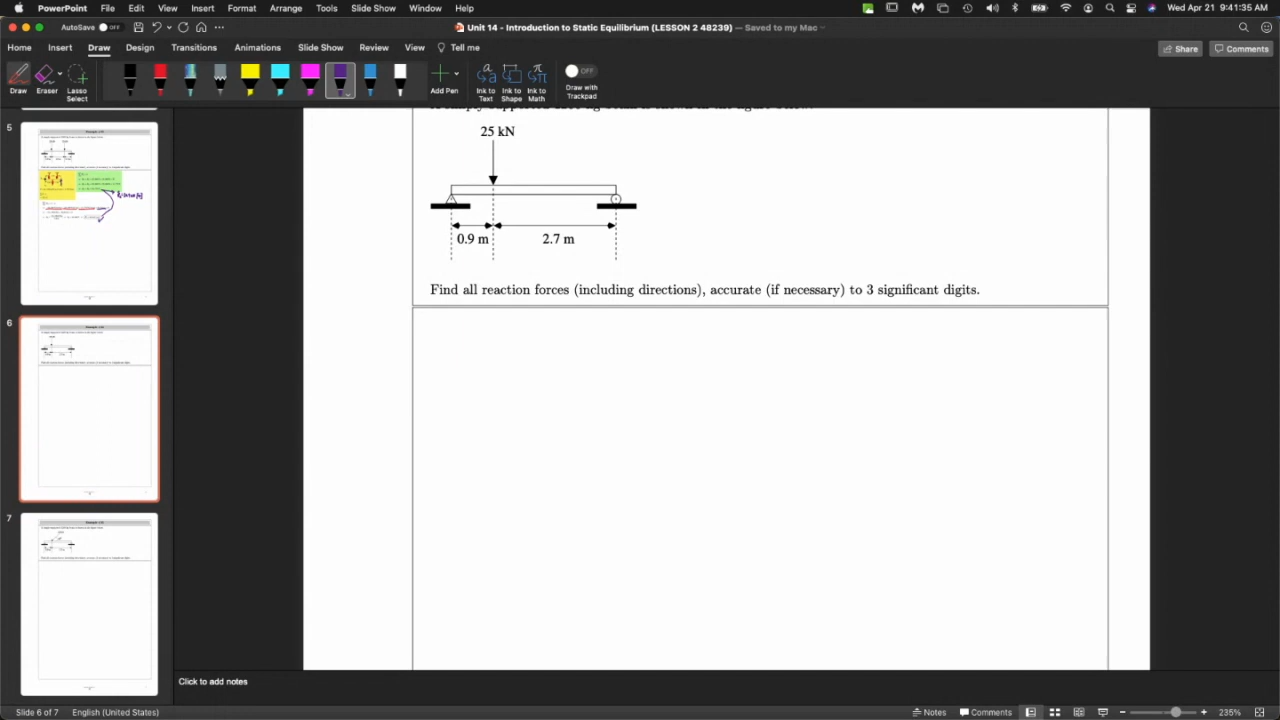 PowerPoint File Edit View Insert Format Arrange Tools Slide Show Window Help Wed Apr 21 9:41:35 AM
AutoSave OFF Unit 14 - Introduction to Static Equilibrium (LESSON 2 48239) — Saved to my Mac
Home Insert Draw Design Transitions Animations Slide Show Review View Tell me Share Comments
Draw Eraser Lasso Select Add Pen Ink to Text Ink to Shape Ink to Math OFF Draw with Trackpad
25 kN
0.9 m 2.7 m
Find all reaction forces (including directions), accurate (if necessary) to 3 significant digits.
5
6
7
Click to add notes
Slide 6 of 7 English (United States) Notes Comments 235%